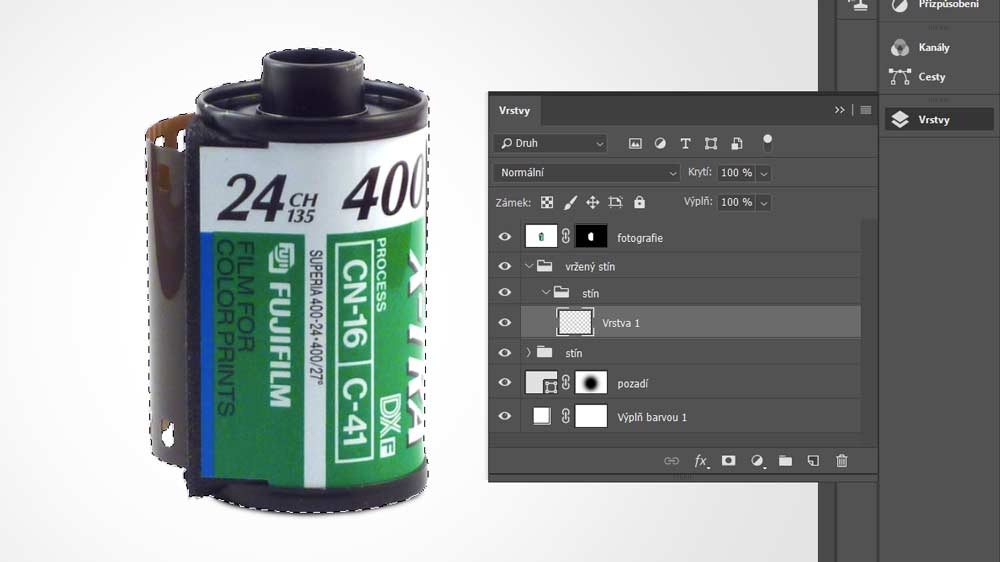 24 CH
135
400
FILM FOR
COLOR PRINTS
FUJI
FUJIFILM
SUPERIA 400-24•400/27°
PROCESS
CN-16
C-41
DX F
Přizpůsobení
Kanály
Cesty
Vrstvy
Vrstvy
Druh
Normální
Krytí: 100 %
Zámek:
Výplň: 100 %
fotografie
vržený stín
stín
Vrstva 1
stín
pozadí
Výplň barvou 1
fx